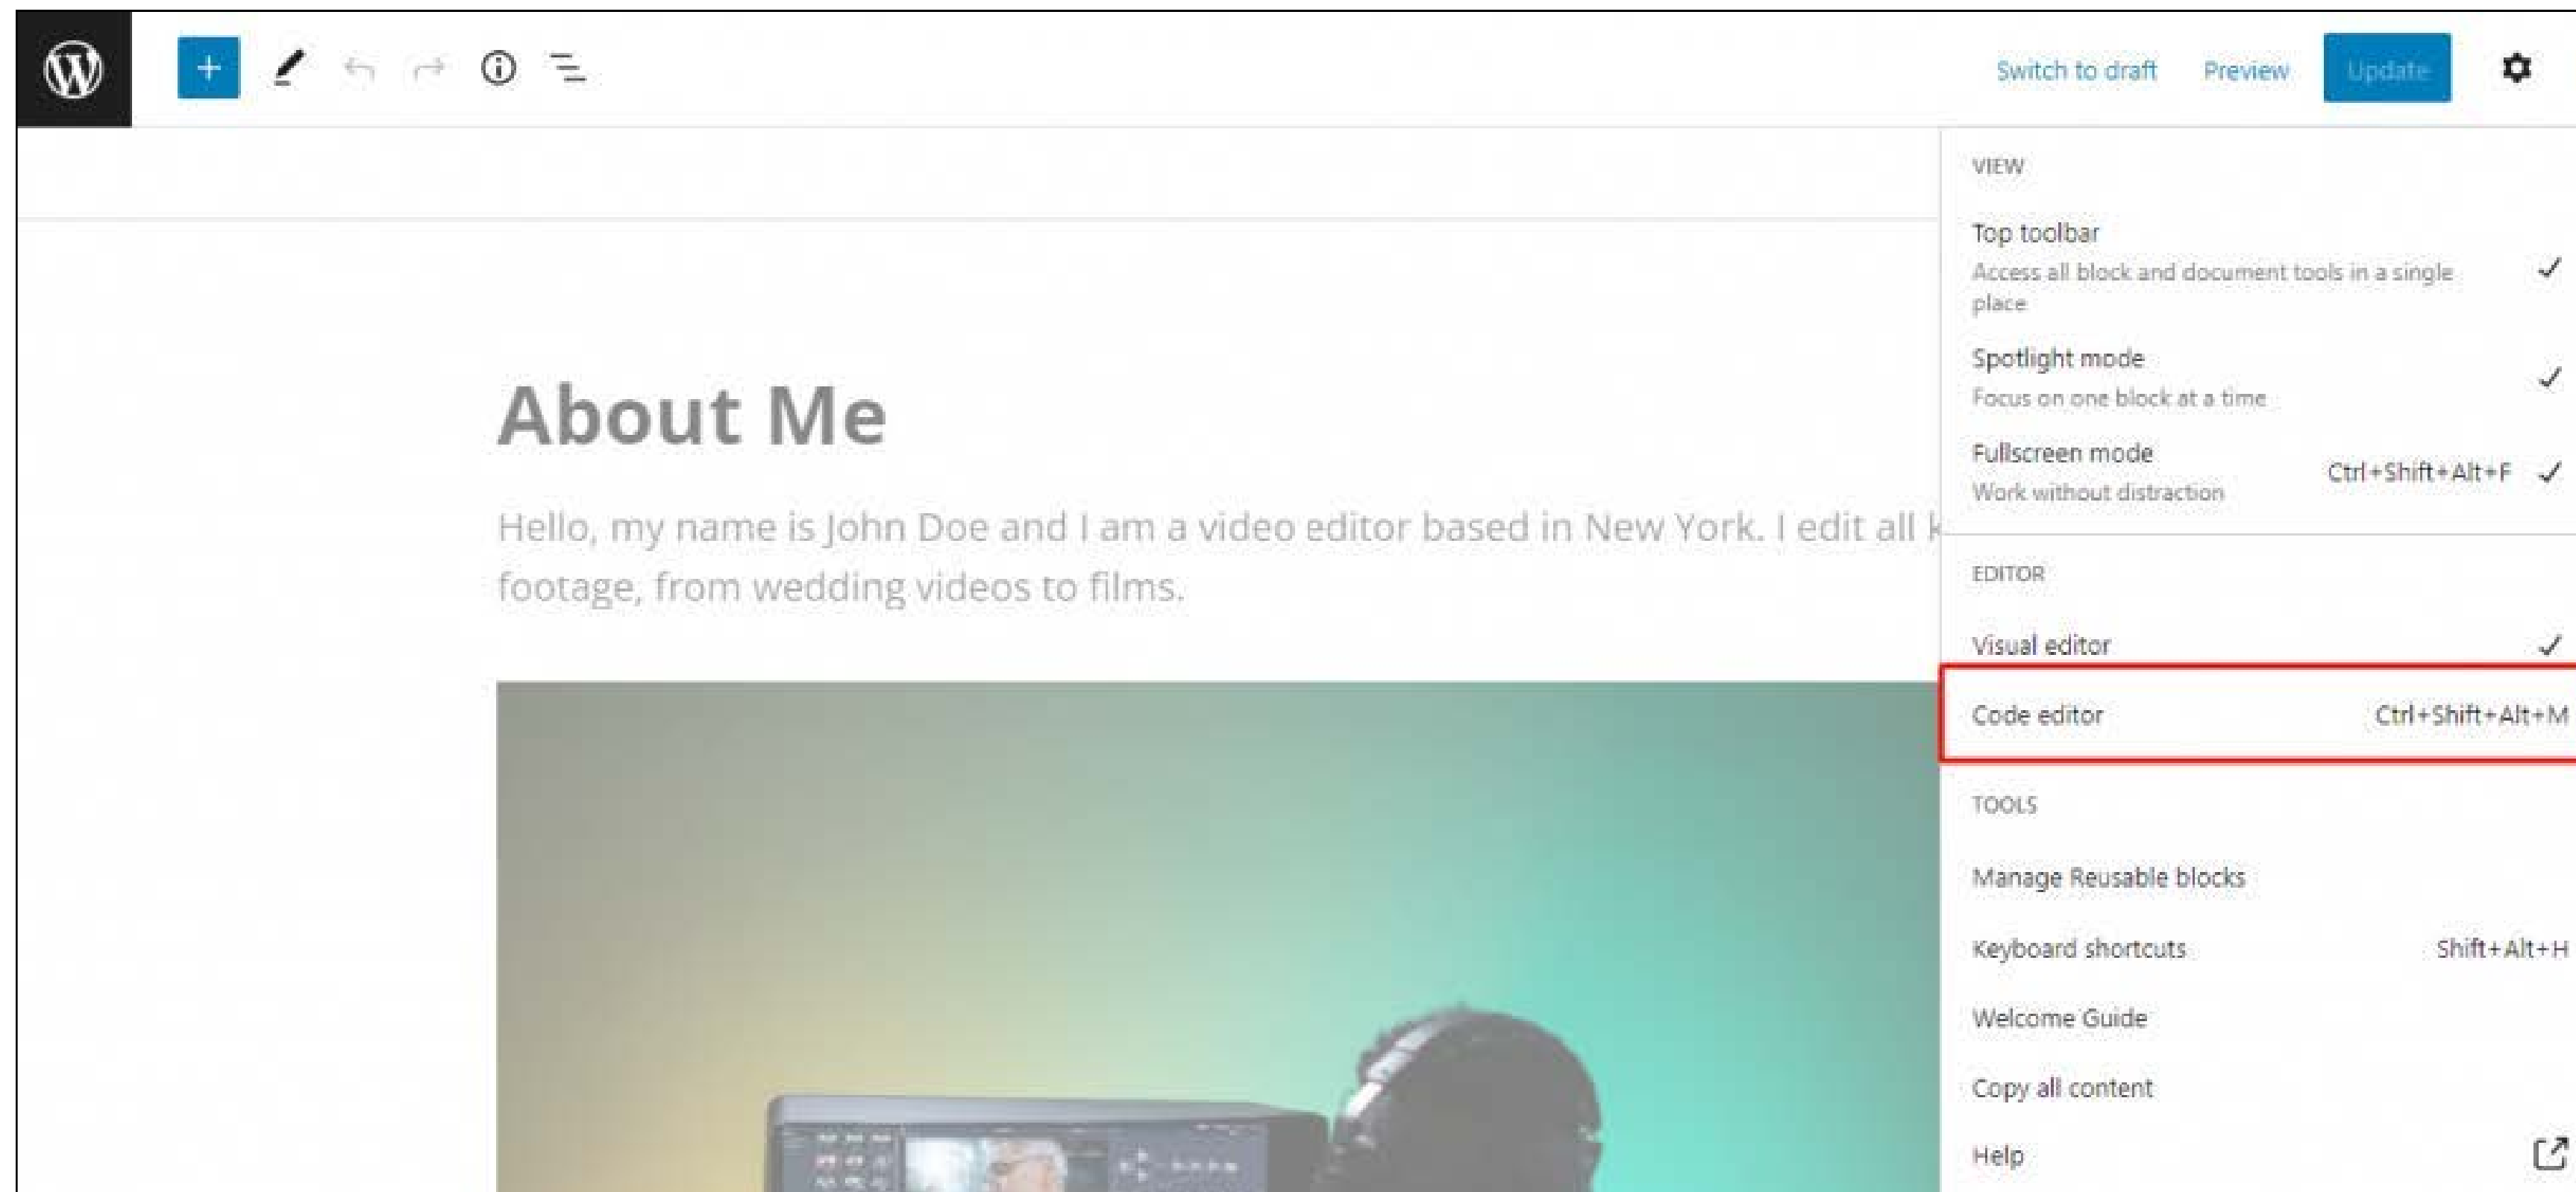 Switch to draft Preview Update
VIEW
Top toolbar
Access all block and document tools in a single
place
Spotlight mode
Focus on one block at a time
Fullscreen mode Ctrl+Shift+Alt+F
Work without distraction
EDITOR
Visual editor
Code editor Ctrl+Shift+Alt+M
TOOLS
Manage Reusable blocks
Keyboard shortcuts Shift+Alt+H
Welcome Guide
Copy all content
Help
About Me
Hello, my name is John Doe and I am a video editor based in New York. I edit all k
footage, from wedding videos to films.